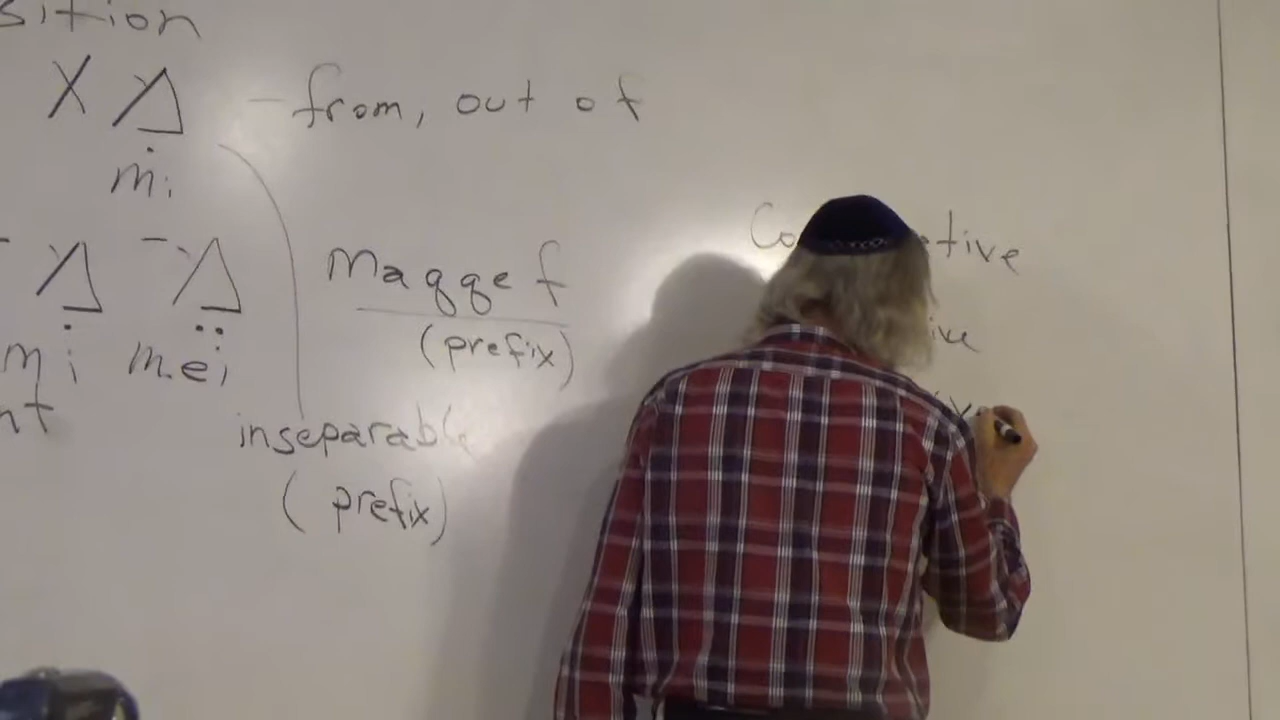 sition
מ - from, out of
mi
- מִ - מֵ
mi mei
nt
Maqqef
(prefix)
inseparable
(prefix)